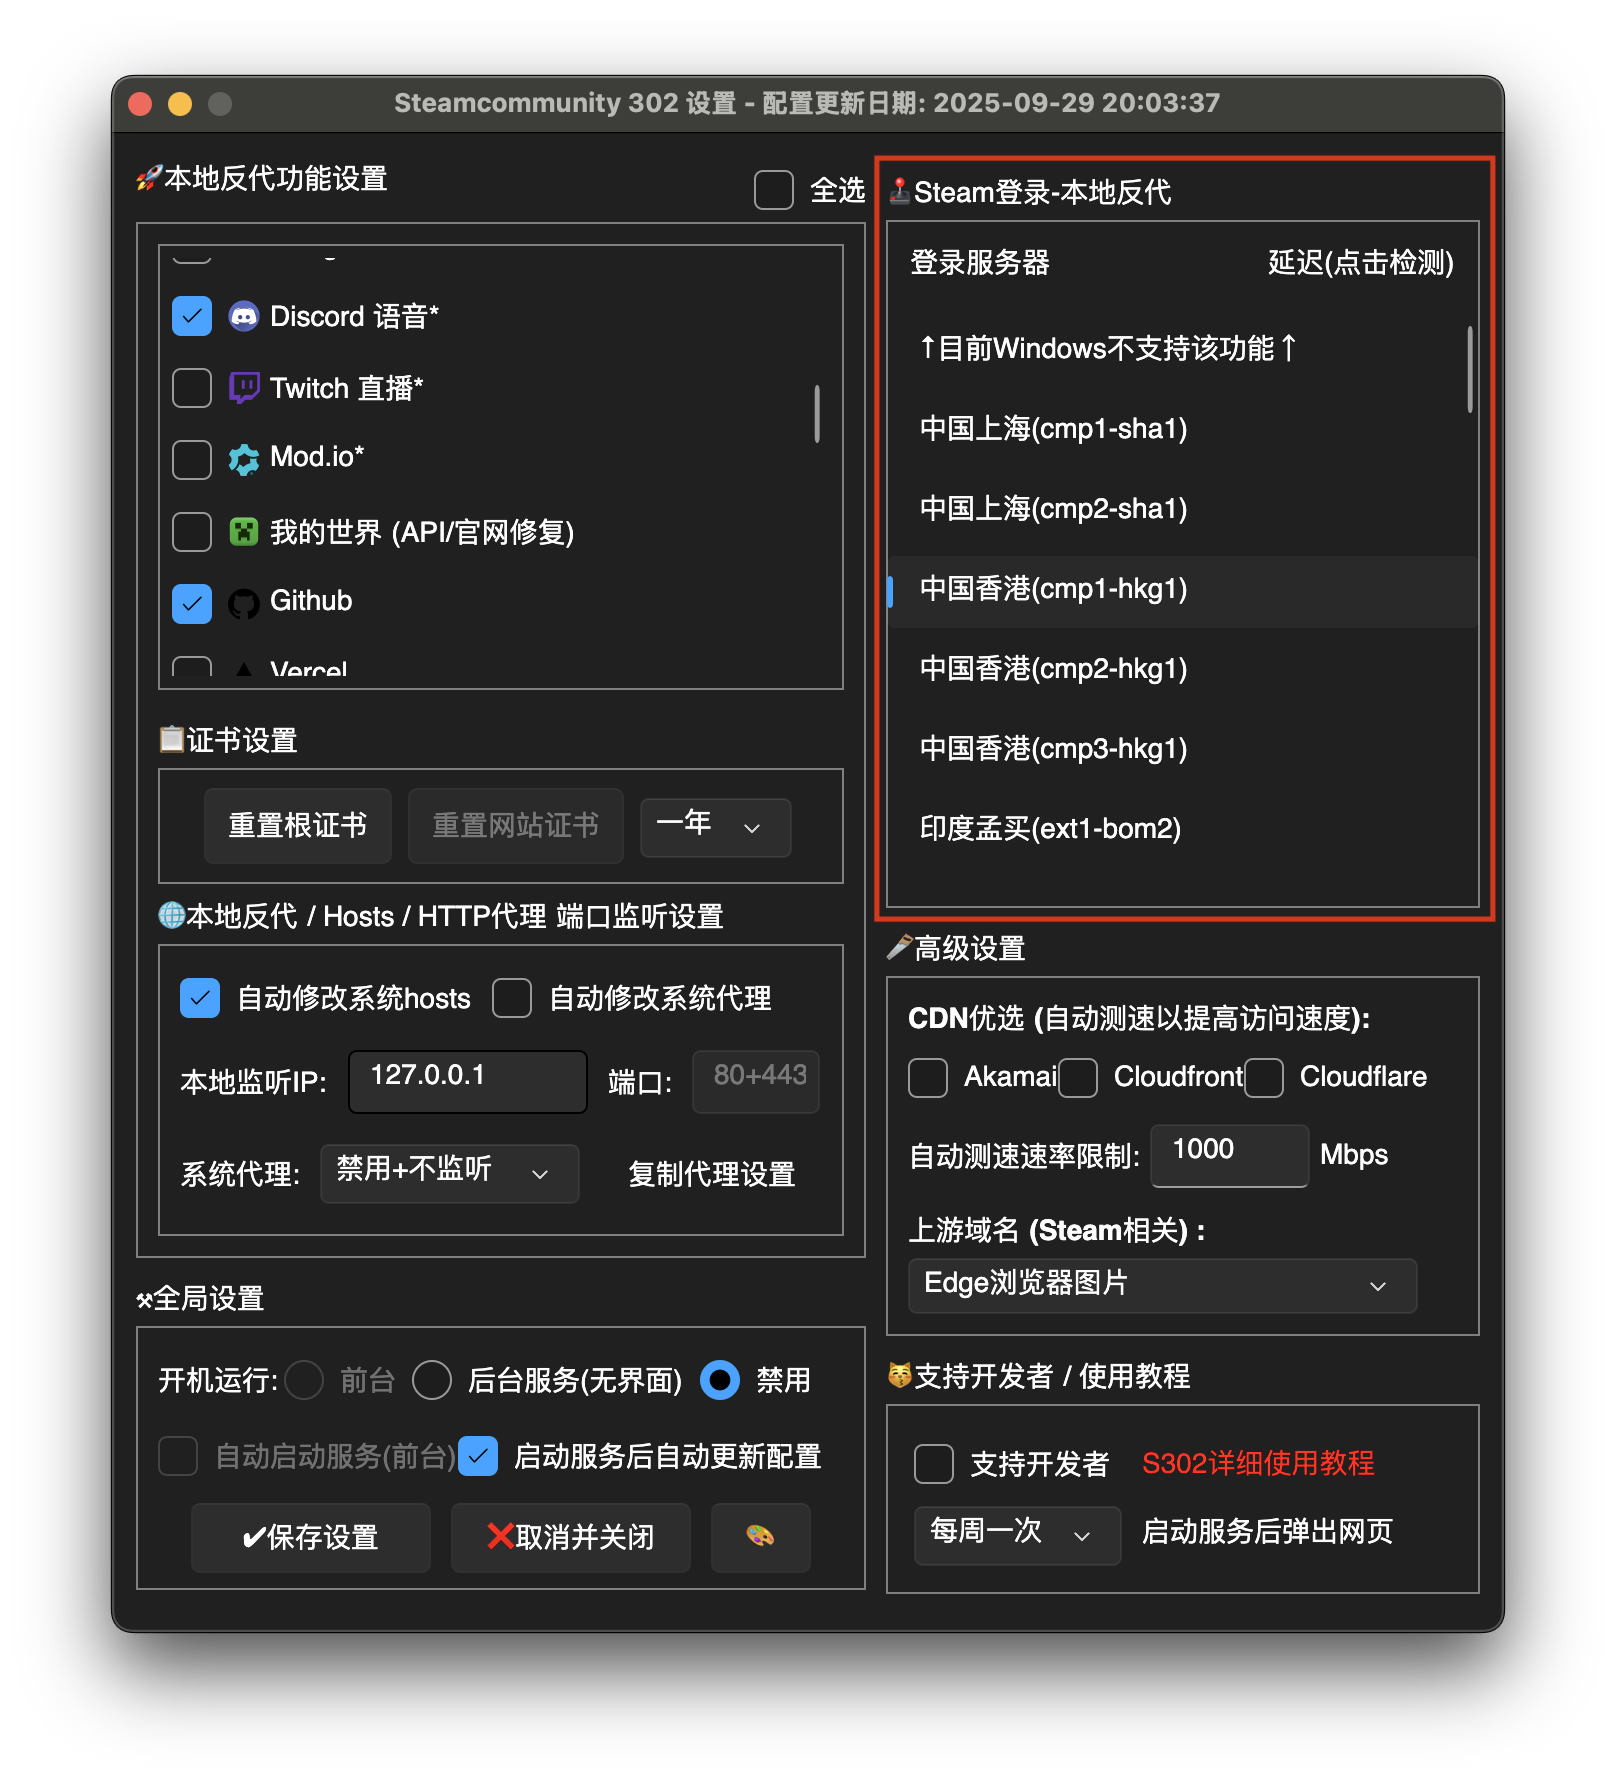 Steamcommunity 302 设置 - 配置更新日期: 2025-09-29 20:03:37
🚀本地反代功能设置
全选
Discord 语音*
Twitch 直播*
Mod.io*
我的世界 (API/官网修复)
Github
Vercel
📋证书设置
重置根证书 重置网站证书 一年
🌐本地反代 / Hosts / HTTP代理 端口监听设置
自动修改系统hosts 自动修改系统代理
本地监听IP: 127.0.0.1 端口: 80+443
系统代理: 禁用+不监听 复制代理设置
⚒全局设置
开机运行: 前台 后台服务(无界面) 禁用
自动启动服务(前台) 启动服务后自动更新配置
✔保存设置 ❌取消并关闭 🎨
🕹Steam登录-本地反代
登录服务器 延迟(点击检测)
↑目前Windows不支持该功能↑
中国上海(cmp1-sha1)
中国上海(cmp2-sha1)
中国香港(cmp1-hkg1)
中国香港(cmp2-hkg1)
中国香港(cmp3-hkg1)
印度孟买(ext1-bom2)
🪚高级设置
CDN优选 (自动测速以提高访问速度):
Akamai Cloudfront Cloudflare
自动测速速率限制: 1000 Mbps
上游域名 (Steam相关) :
Edge浏览器图片
😽支持开发者 / 使用教程
支持开发者 S302详细使用教程
每周一次 启动服务后弹出网页